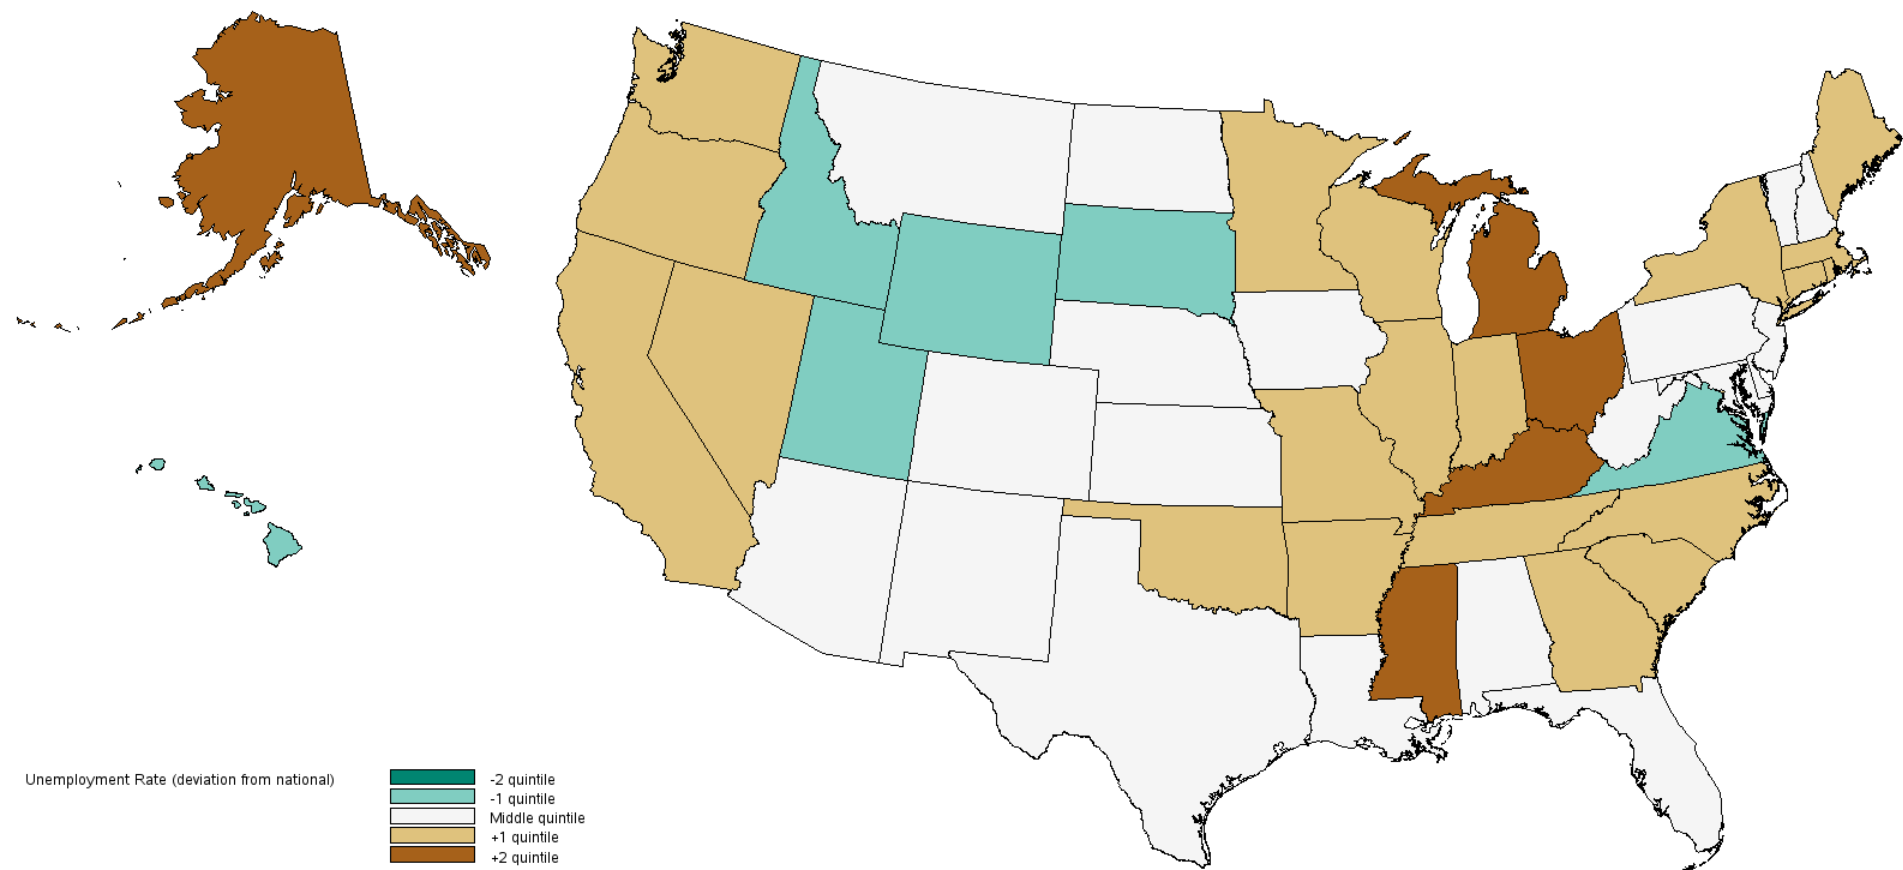 Unemployment Rate (deviation from national)
-2 quintile
-1 quintile
Middle quintile
+1 quintile
+2 quintile